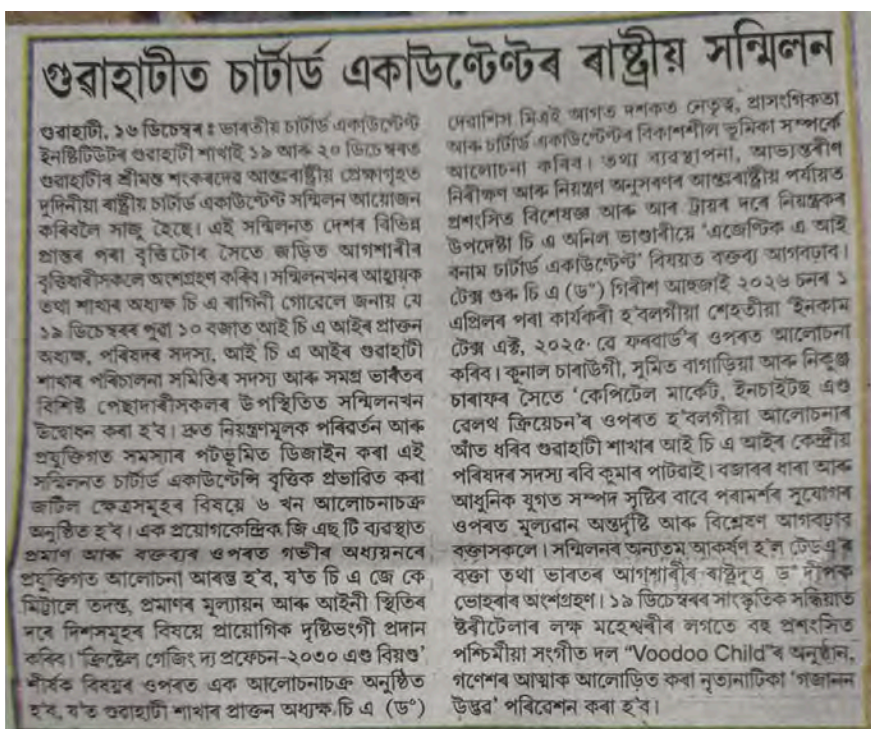 গুৱাহাটীত চাৰ্টাৰ্ড একাউণ্টেণ্টৰ ৰাষ্ট্ৰীয় সন্মিলন
গুৱাহাটী, ১৬ ডিচেম্বৰ : ভাৰতীয় চাৰ্টাৰ্ড একাউণ্টেণ্ট
ইনষ্টিটিউটৰ গুৱাহাটী শাখাই ১৯ আৰু ২০ ডিচেম্বৰত
গুৱাহাটীৰ শ্ৰীমন্ত শংকৰদেৱ আন্তঃৰাষ্ট্ৰীয় প্ৰেক্ষাগৃহত
দুদিনীয়া ৰাষ্ট্ৰীয় চাৰ্টাৰ্ড একাউণ্টেণ্ট সন্মিলন আয়োজন
কৰিবলৈ সাজু হৈছে। এই সন্মিলনত দেশৰ বিভিন্ন
প্ৰান্তৰ পৰা বৃত্তিটোৰ সৈতে জড়িত আগশাৰীৰ
বৃত্তিধাৰীসকলে অংশগ্ৰহণ কৰিব। সন্মিলনখনৰ আহ্বায়ক
তথা শাখাৰ অধ্যক্ষ চি এ ৰাগিনী গোৱেলে জনায় যে
১৯ ডিচেম্বৰৰ পুৱা ১০ বজাত আই চি এ আইৰ প্ৰাক্তন
অধ্যক্ষ, পৰিষদৰ সদস্য, আই চি এ আইৰ গুৱাহাটী
শাখাৰ পৰিচালনা সমিতিৰ সদস্য আৰু সমগ্ৰ ভাৰতৰ
বিশিষ্ট পেছাদাৰীসকলৰ উপস্থিতিত সন্মিলনখন
উদ্বোধন কৰা হ'ব। দ্ৰুত নিয়ন্ত্ৰণমূলক পৰিৱৰ্তন আৰু
প্ৰযুক্তিগত সমস্যাৰ পটভূমিত ডিজাইন কৰা এই
সন্মিলনত চাৰ্টাৰ্ড একাউণ্টেন্সি বৃত্তিক প্ৰভাৱিত কৰা
জটিল ক্ষেত্ৰসমূহৰ বিষয়ে ৬ খন আলোচনাচক্ৰ
অনুষ্ঠিত হ'ব। এক প্ৰয়োগকেন্দ্ৰিক জি এছ টি ব্যৱস্থাত
প্ৰমাণ আৰু বক্তব্যৰ ওপৰত গভীৰ অধ্যয়নৰে
প্ৰযুক্তিগত আলোচনা আৰম্ভ হ'ব, য'ত চি এ জে কে
মিট্টালে তদন্ত, প্ৰমাণৰ মূল্যায়ন আৰু আইনী স্থিতিৰ
দৰে দিশসমূহৰ বিষয়ে প্ৰায়োগিক দৃষ্টিভংগী প্ৰদান
কৰিব। 'ক্ৰিষ্টেল গেজিং দ্য প্ৰফেচন-২০৩০ এণ্ড বিয়ণ্ড'
শীৰ্ষক বিষয়ৰ ওপৰত এক আলোচনাচক্ৰ অনুষ্ঠিত
হ'ব, য'ত গুৱাহাটী শাখাৰ প্ৰাক্তন অধ্যক্ষ চি এ (ড°)
দেৱাশিস মিত্ৰই আগত দশকত নেতৃত্ব, প্ৰাসংগিকতা
আৰু চাৰ্টাৰ্ড একাউণ্টেণ্টৰ বিকাশশীল ভূমিকা সম্পৰ্কে
আলোচনা কৰিব। তথ্য ব্যৱস্থাপনা, আভ্যন্তৰীণ
নিৰীক্ষণ আৰু নিয়ন্ত্ৰণ অনুসৰণৰ আন্তঃৰাষ্ট্ৰীয় পৰ্যায়ত
প্ৰশংসিত বিশেষজ্ঞ আৰু আৰ ট্ৰায়ৰ দৰে নিয়ন্ত্ৰকৰ
উপদেষ্টা চি এ অনিল ভাণ্ডাৰীয়ে 'এজেণ্টিক এ আই
বনাম চাৰ্টাৰ্ড একাউণ্টেণ্ট' বিষয়ত বক্তব্য আগবঢ়াব।
টেক্স গুৰু চি এ (ড°) গিৰীশ আহুজাই ২০২৬ চনৰ ১
এপ্ৰিলৰ পৰা কাৰ্যকৰী হ'বলগীয়া শেহতীয়া 'ইনকাম
টেক্স এক্ট, ২০২৫: ৱে ফৰৱাৰ্ড'ৰ ওপৰত আলোচনা
কৰিব। কুনাল চাৰাউগী, সুমিত বাগাড়িয়া আৰু নিকুঞ্জ
চাৰাফৰ সৈতে 'কেপিটেল মাৰ্কেট, ইনচাইটছ এণ্ড
ৱেলথ ক্ৰিয়েচন'ৰ ওপৰত হ'বলগীয়া আলোচনাৰ
আঁত ধৰিব গুৱাহাটী শাখাৰ আই চি এ আইৰ কেন্দ্ৰীয়
পৰিষদৰ সদস্য ৰবি কুমাৰ পাটৱাই। বজাৰৰ ধাৰা আৰু
আধুনিক যুগত সম্পদ সৃষ্টিৰ বাবে পৰামৰ্শৰ সুযোগৰ
ওপৰত মূল্যৱান অন্তৰ্দৃষ্টি আৰু বিশ্লেষণ আগবঢ়াব
বক্তাসকলে। সন্মিলনৰ অন্যতম আকৰ্ষণ হ'ল টেডএ'ৰ
বক্তা তথা ভাৰতৰ আগশাৰীৰ ৰাষ্ট্ৰদূত ড° দীপক
ভোহৰাৰ অংশগ্ৰহণ। ১৯ ডিচেম্বৰৰ সাংস্কৃতিক সন্ধিয়াত
ষ্টৰীটেলাৰ লক্ষ মহেশ্বৰীৰ লগতে বহু প্ৰশংসিত
পশ্চিমীয়া সংগীত দল "Voodoo Child"ৰ অনুষ্ঠান,
গণেশৰ আত্মাক আলোড়িত কৰা নৃত্যনাটিকা 'গজানন
উদ্ভৱ' পৰিৱেশন কৰা হ'ব।